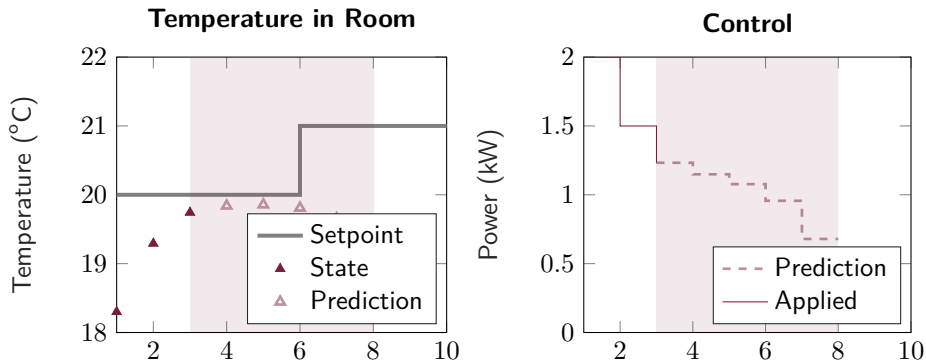 Temperature in Room
Control
Temperature (°C)
22
21
20
19
18
2
4
6
8
10
Setpoint
State
Prediction
Power (kW)
2
1.5
1
0.5
0
2
4
6
8
10
Prediction
Applied